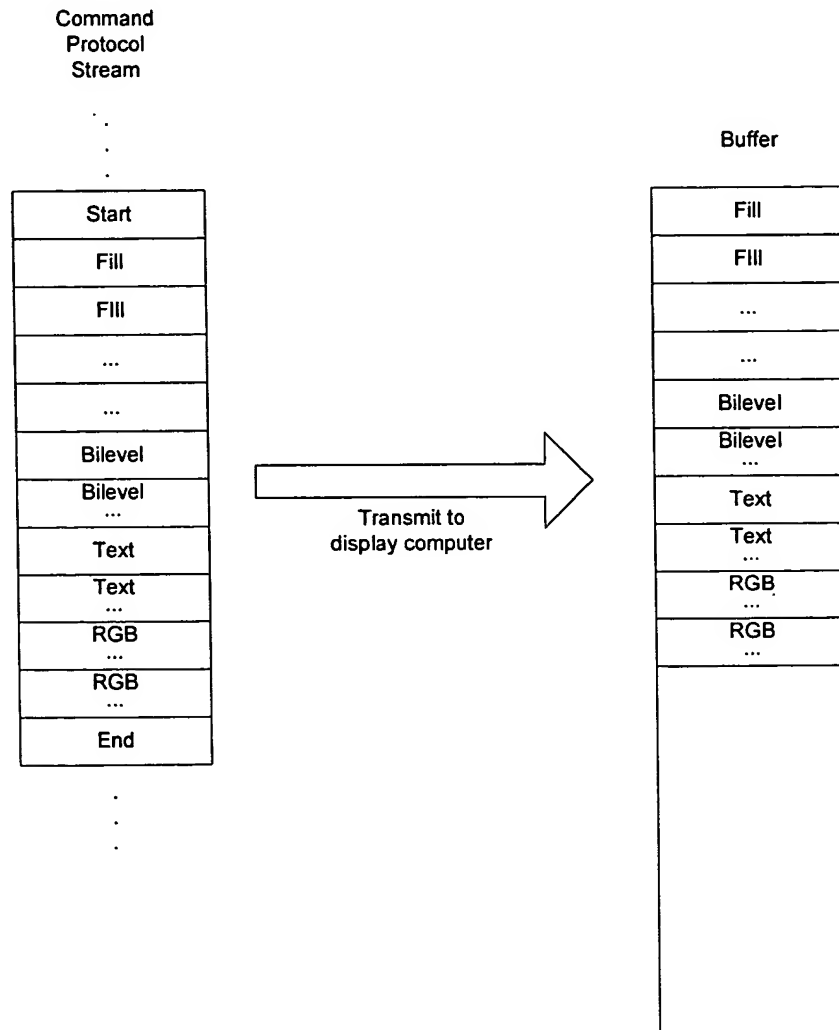 Command
Protocol
Stream
.
.
.
.
Start
Fill
FIll
...
...
Bilevel
Bilevel
...
Text
Text
...
RGB
...
RGB
...
End
.
.
.
Transmit to
display computer
Buffer
Fill
FIll
...
...
Bilevel
Bilevel
...
Text
Text
...
RGB
...
RGB
...